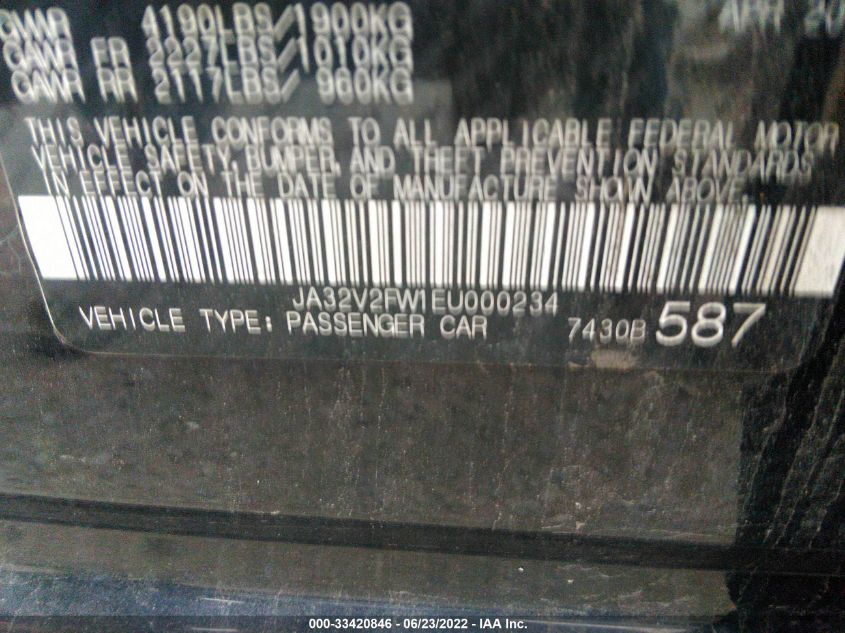 GVWR 4190LBS/1900KG APR 20
GAWR FR 2227LBS/1010KG
GAWR RR 2117LBS/ 960KG
THIS VEHICLE CONFORMS TO ALL APPLICABLE FEDERAL MOTOR
VEHICLE SAFETY, BUMPER, AND THEFT PREVENTION STANDARDS
IN EFFECT ON THE DATE OF MANUFACTURE SHOWN ABOVE.
JA32V2FW1EU000234
VEHICLE TYPE: PASSENGER CAR 7430B 587
000-33420846 - 06/23/2022 - IAA Inc.